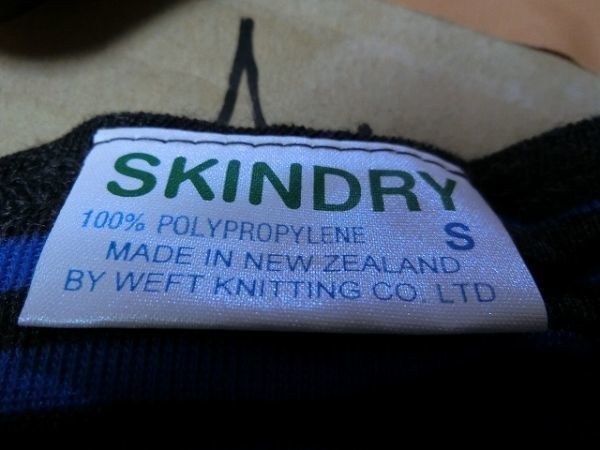 SKINDRY
100% POLYPROPYLENE S
MADE IN NEW ZEALAND
BY WEFT KNITTING CO. LTD